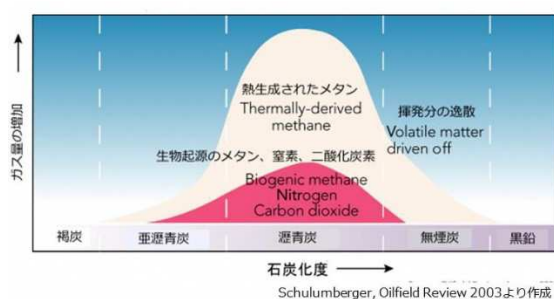 ガス量の増加
熱生成されたメタン
Thermally-derived
methane
揮発分の逸散
Volatile matter
driven off
生物起源のメタン、窒素、二酸化炭素
Biogenic methane
Nitrogen
Carbon dioxide
褐炭
亜瀝青炭
瀝青炭
無煙炭
黒鉛
石炭化度
Schulumberger, Oilfield Review 2003より作成